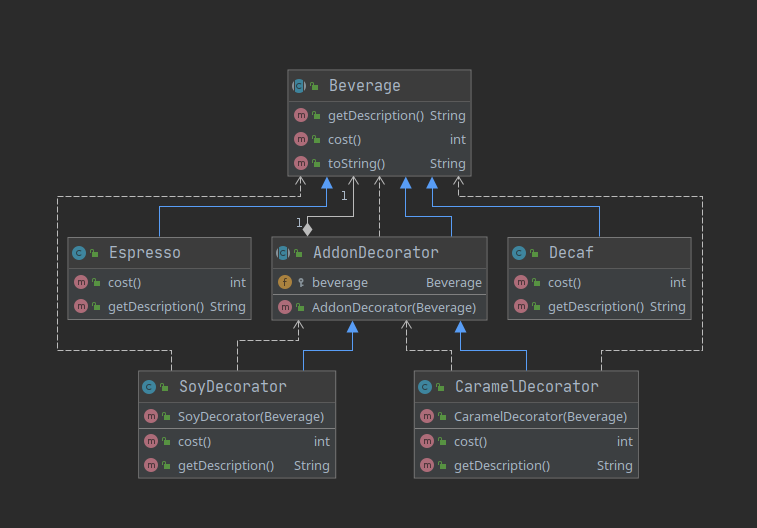 Beverage
getDescription() String
cost() int
toString() String
1
1
Espresso
cost() int
getDescription() String
AddonDecorator
beverage Beverage
AddonDecorator(Beverage)
Decaf
cost() int
getDescription() String
SoyDecorator
SoyDecorator(Beverage)
cost() int
getDescription() String
CaramelDecorator
CaramelDecorator(Beverage)
cost() int
getDescription() String